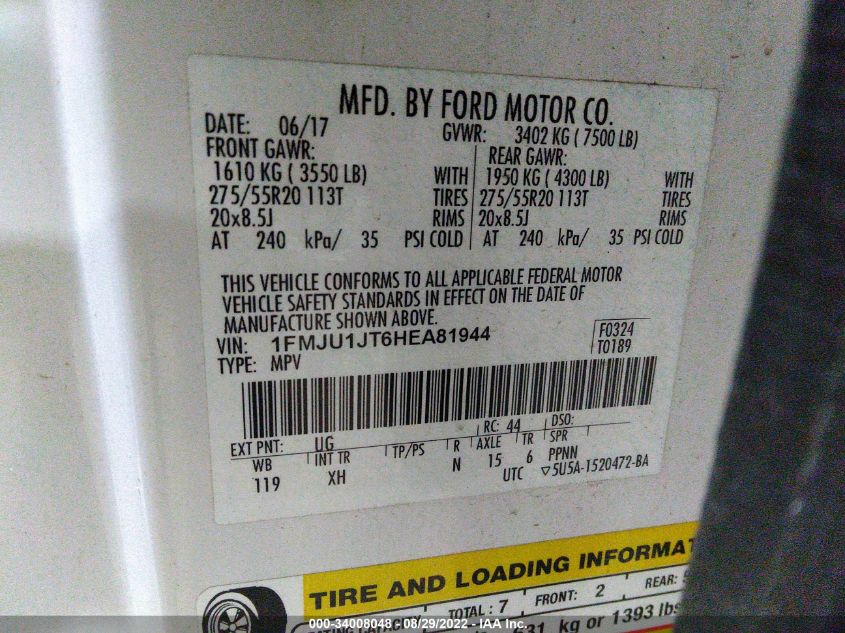 MFD. BY FORD MOTOR CO.
DATE: 06/17 GVWR: 3402 KG ( 7500 LB)
FRONT GAWR: REAR GAWR:
1610 KG ( 3550 LB) WITH 1950 KG ( 4300 LB) WITH
275/55R20 113T TIRES 275/55R20 113T TIRES
20x8.5J RIMS 20x8.5J RIMS
AT 240 kPa/ 35 PSI COLD AT 240 kPa/ 35 PSI COLD
THIS VEHICLE CONFORMS TO ALL APPLICABLE FEDERAL MOTOR
VEHICLE SAFETY STANDARDS IN EFFECT ON THE DATE OF
MANUFACTURE SHOWN ABOVE.
VIN: 1FMJU1JT6HEA81944 F0324
TYPE: MPV T0189
EXT PNT: UG RC: 44 DSO:
WB INT TR TP/PS R AXLE TR SPR
119 XH N 15 6 PPNN
UTC ▽5U5A-1520472-BA
TIRE AND LOADING INFORMA
TOTAL : 7 FRONT: 2 REAR:
631 kg or 1393 lbs
000-34008048 - 08/29/2022 - IAA Inc.